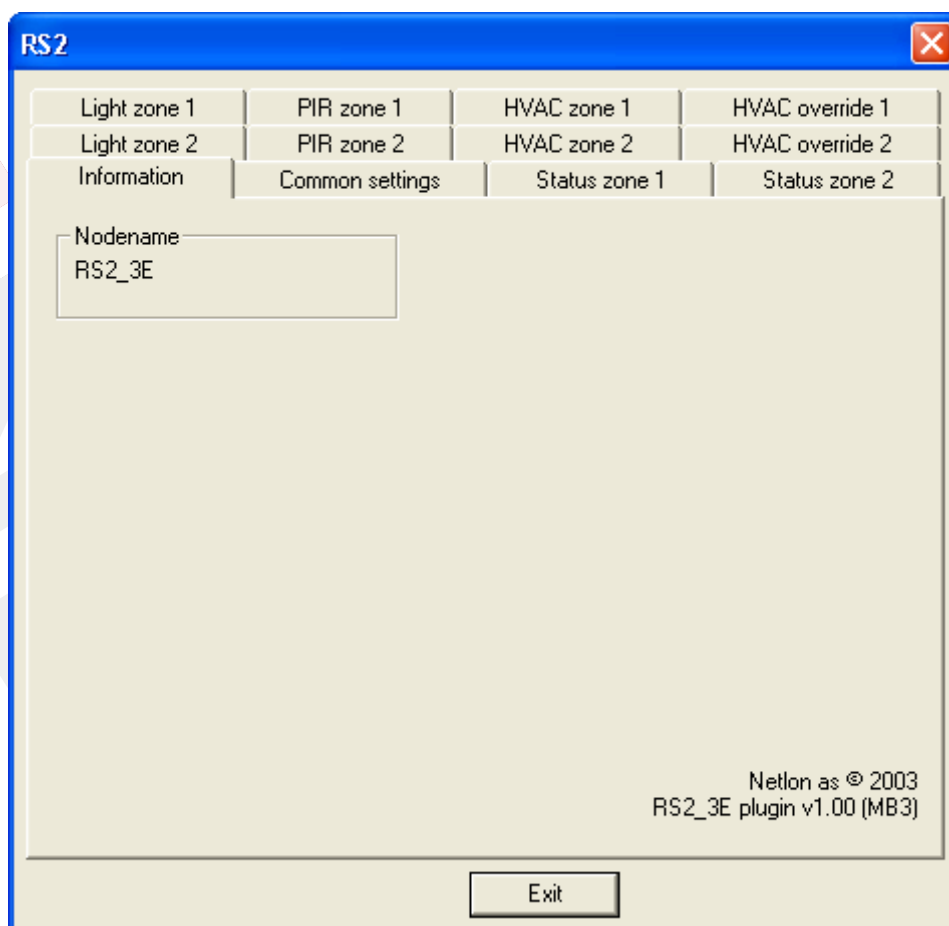 RS2
Light zone 1 PIR zone 1 HVAC zone 1 HVAC override 1
Light zone 2 PIR zone 2 HVAC zone 2 HVAC override 2
Information Common settings Status zone 1 Status zone 2
Nodename
RS2_3E
Netlon as © 2003
RS2_3E plugin v1.00 (MB3)
Exit